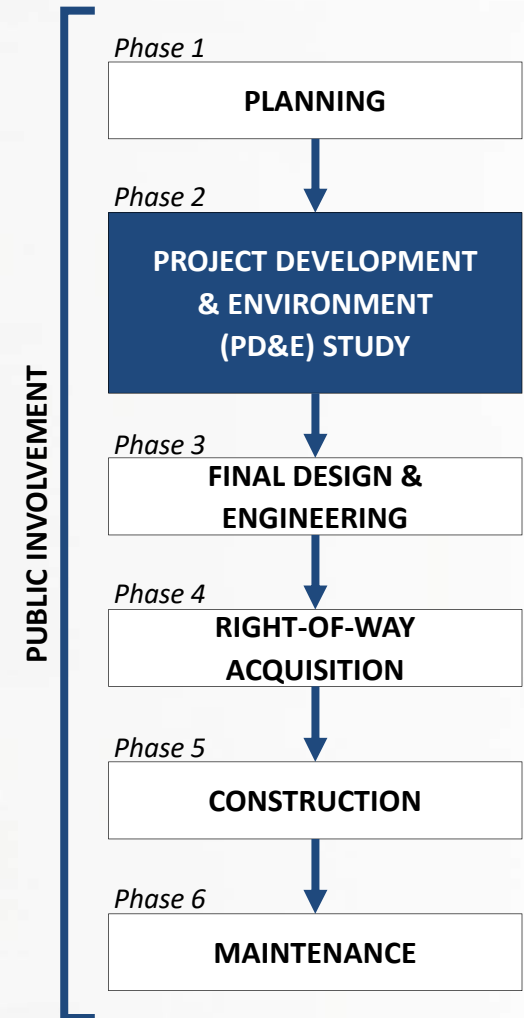 Phase 1
PLANNING
Phase 2
PROJECT DEVELOPMENT
& ENVIRONMENT
(PD&E) STUDY
Phase 3
FINAL DESIGN &
ENGINEERING
Phase 4
RIGHT-OF-WAY
ACQUISITION
Phase 5
CONSTRUCTION
Phase 6
MAINTENANCE
PUBLIC INVOLVEMENT